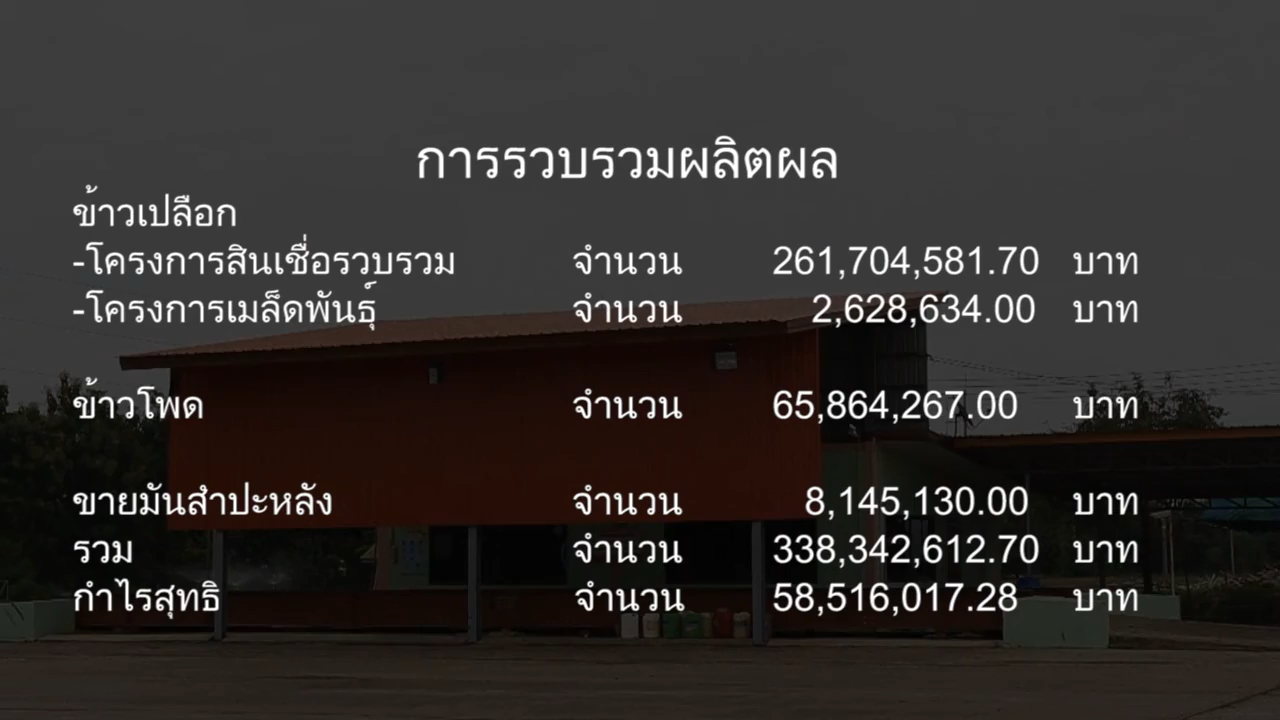 การรวบรวมผลิตผล
ข้าวเปลือก
-โครงการสินเชื่อรวบรวม จำนวน 261,704,581.70 บาท
-โครงการเมล็ดพันธุ์ จำนวน 2,628,634.00 บาท
ข้าวโพด จำนวน 65,864,267.00 บาท
ขายมันสำปะหลัง จำนวน 8,145,130.00 บาท
รวม จำนวน 338,342,612.70 บาท
กำไรสุทธิ จำนวน 58,516,017.28 บาท